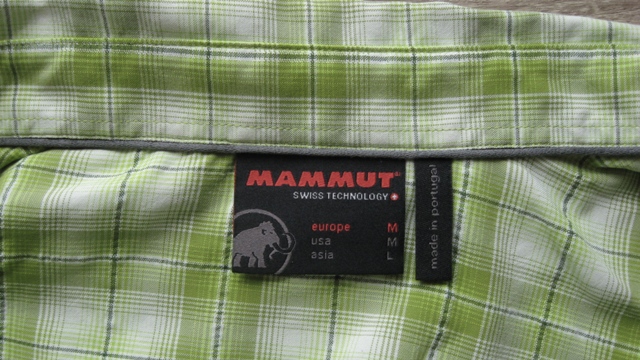 MAMMUT®
SWISS TECHNOLOGY
europe M
usa M
asia L
made in portugal